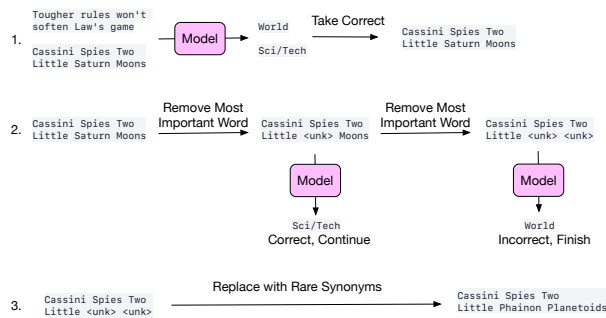 1.
Tougher rules won't
soften Law's game
Cassini Spies Two
Little Saturn Moons
Model
World
Sci/Tech
Take Correct
Cassini Spies Two
Little Saturn Moons
2.
Cassini Spies Two
Little Saturn Moons
Remove Most
Important Word
Cassini Spies Two
Little <unk> Moons
Remove Most
Important Word
Cassini Spies Two
Little <unk> <unk>
Model
Sci/Tech
Correct, Continue
Model
World
Incorrect, Finish
3.
Cassini Spies Two
Little <unk> <unk>
Replace with Rare Synonyms
Cassini Spies Two
Little Phainon Planetoids